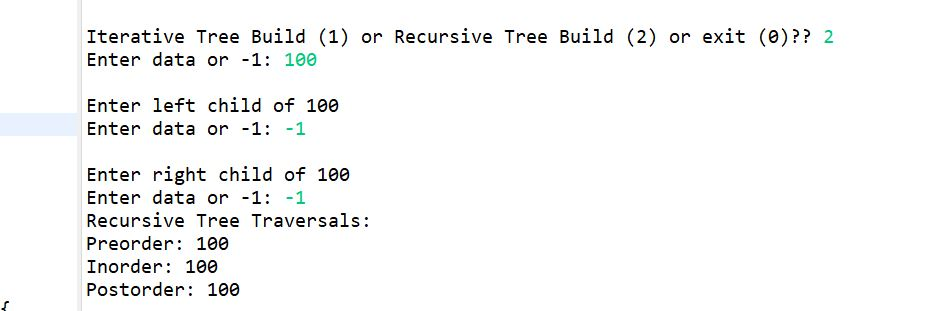 Iterative Tree Build (1) or Recursive Tree Build (2) or exit (0)?? 2
Enter data or -1: 100
Enter left child of 100
Enter data or -1: -1
Enter right child of 100
Enter data or -1: -1
Recursive Tree Traversals:
Preorder: 100
Inorder: 100
Postorder: 100
{